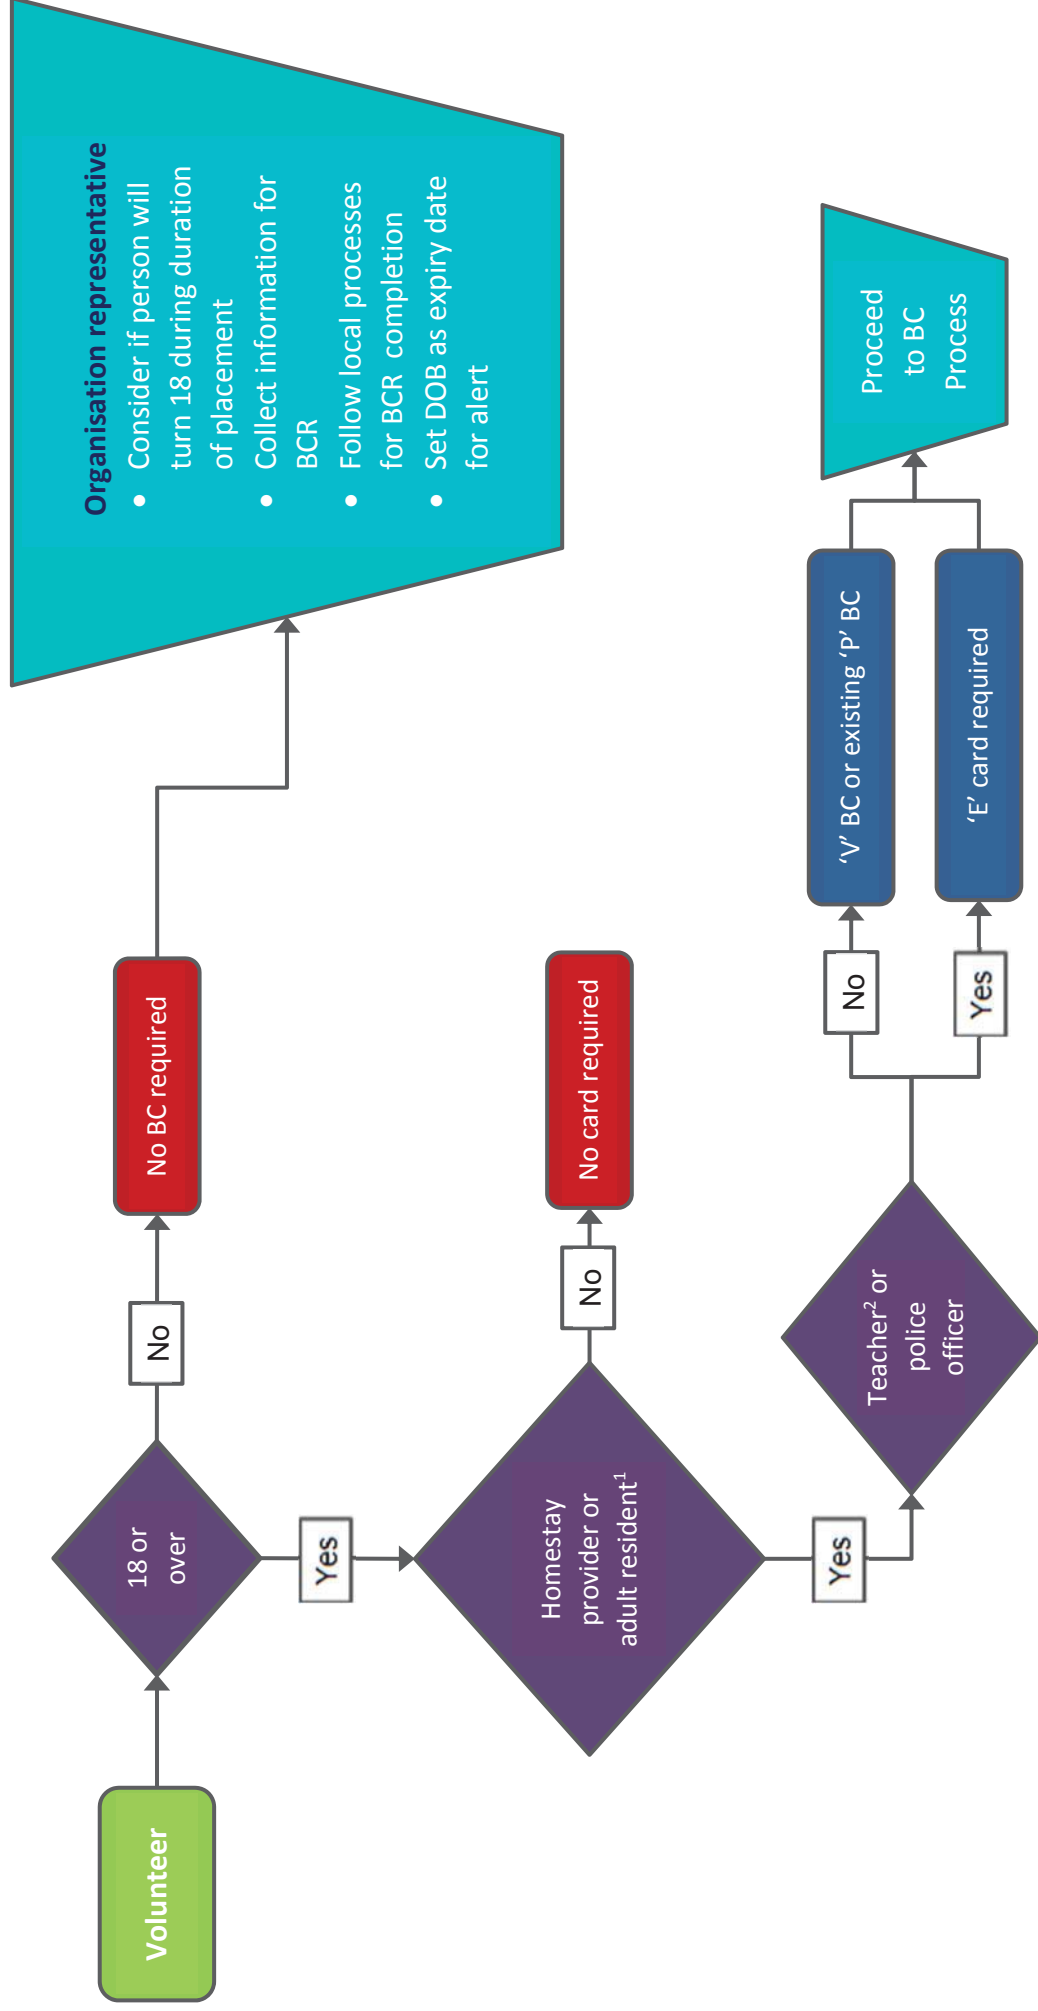 Volunteer
18 or
over
No
No BC required
Organisation representative
• Consider if person will
turn 18 during duration
of placement
• Collect information for
BCR
• Follow local processes
for BCR completion
• Set DOB as expiry date
for alert
Yes
Homestay
provider or
adult resident¹
No
No card required
Yes
Teacher² or
police
officer
No
‘V’ BC or existing ‘P’ BC
Yes
‘E’ card required
Proceed
to BC
Process